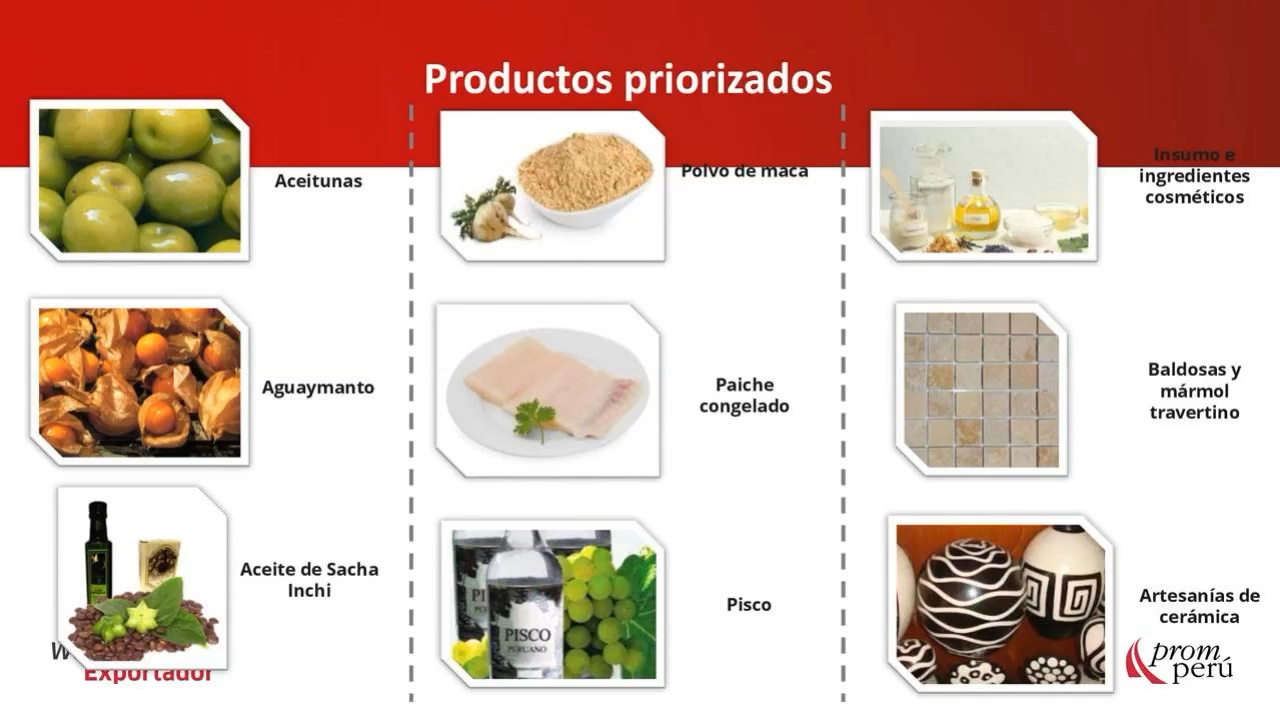 Productos priorizados
Aceitunas
Aguaymanto
Aceite de Sacha
Inchi
Exportador
Polvo de maca
Paiche
congelado
PISCO
PERUANO
Pisco
Insumo e
ingredientes
cosméticos
Baldosas y
mármol
travertino
Artesanías de
cerámica
prom
perú